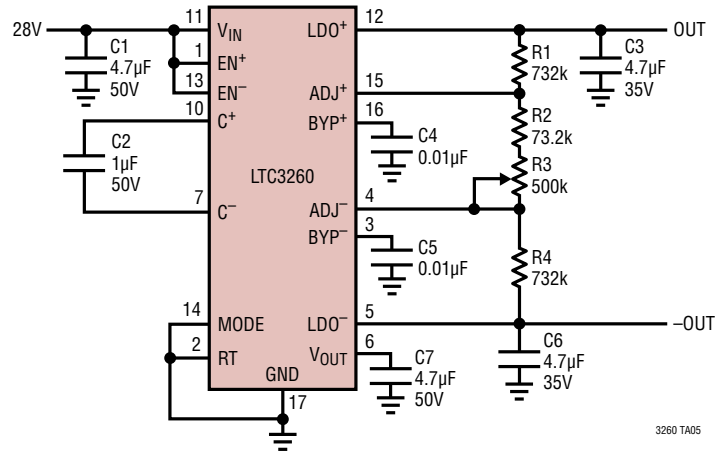 28V
C1
4.7µF
50V
11
VIN
1
EN+
13
EN–
10
C+
C2
1µF
50V
7
C–
14
MODE
2
RT
GND
17
LTC3260
LDO+
12
OUT
R1
732k
C3
4.7µF
35V
ADJ+
15
BYP+
16
R2
73.2k
C4
0.01µF
R3
500k
ADJ–
4
BYP–
3
C5
0.01µF
R4
732k
LDO–
5
–OUT
VOUT
6
C7
4.7µF
50V
C6
4.7µF
35V
3260 TA05